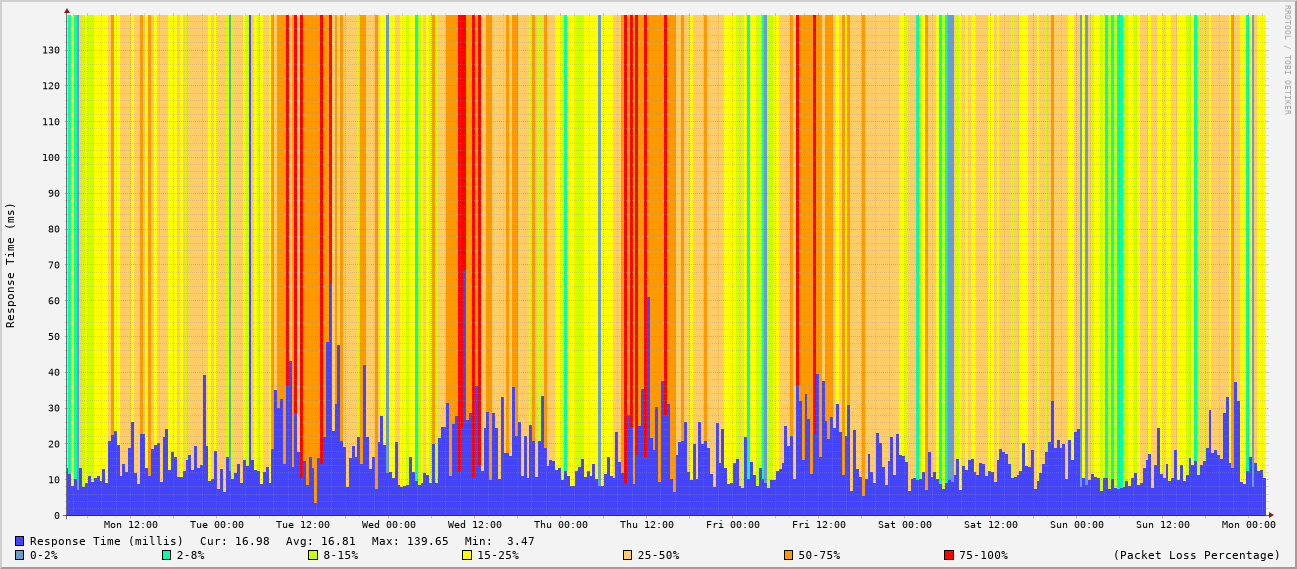 RRDTOOL / TOBI OETIKER
Response Time (ms)
130
120
110
100
90
80
70
60
50
40
30
20
10
0
Mon 12:00 Tue 00:00 Tue 12:00 Wed 00:00 Wed 12:00 Thu 00:00 Thu 12:00 Fri 00:00 Fri 12:00 Sat 00:00 Sat 12:00 Sun 00:00 Sun 12:00 Mon 00:00
Response Time (millis) Cur: 16.98 Avg: 16.81 Max: 139.65 Min: 3.47
0-2% 2-8% 8-15% 15-25% 25-50% 50-75% 75-100% (Packet Loss Percentage)